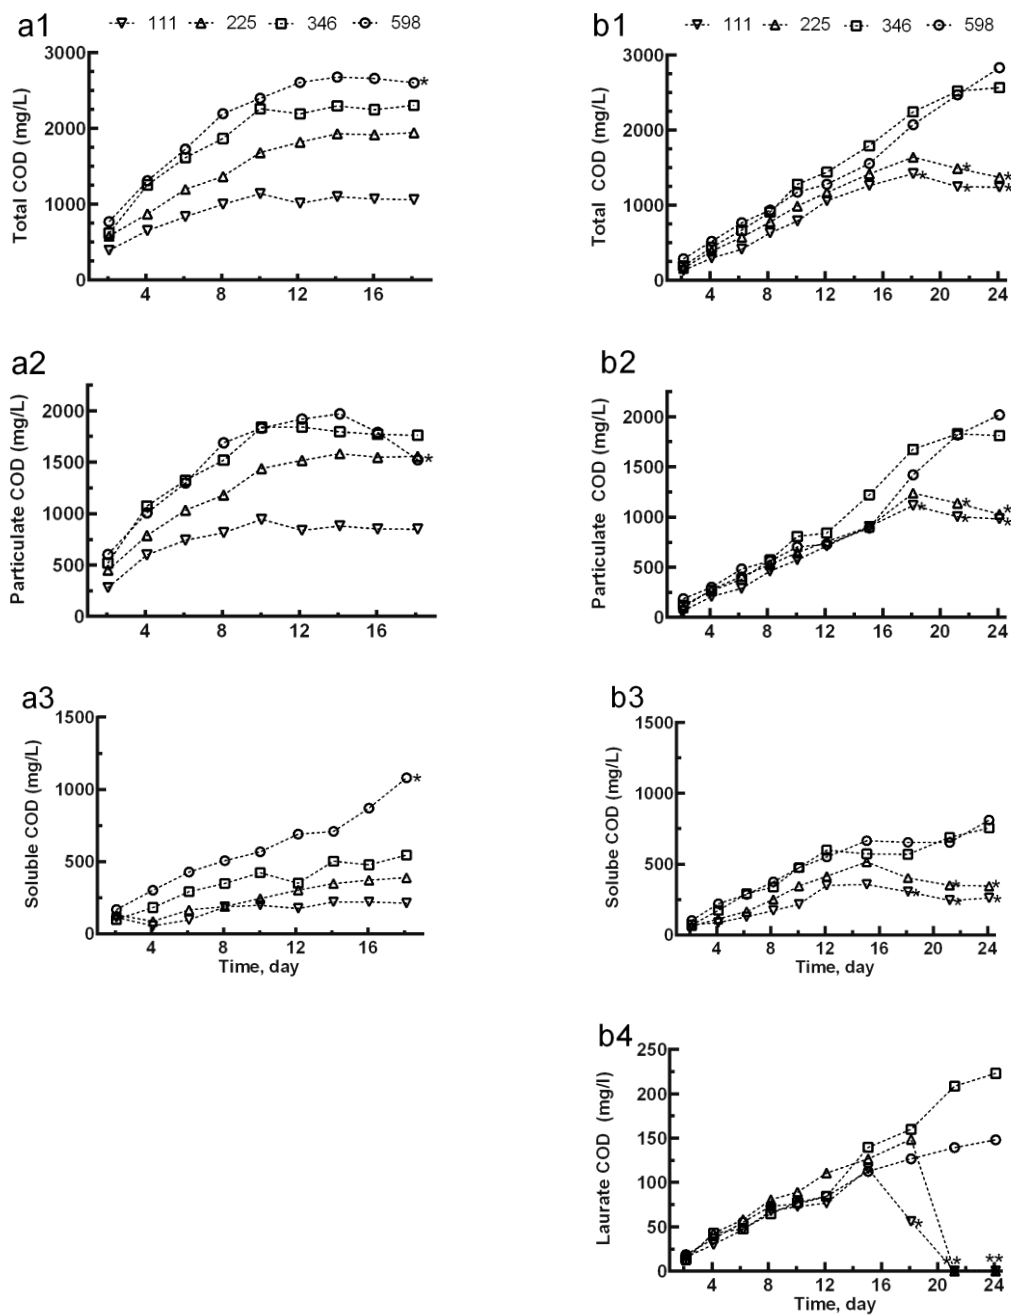 a1
111 225 346 598
Total COD (mg/L)
3000
2000
1000
0
4 8 12 16
*
b1
111 225 346 598
Total COD (mg/L)
3000
2000
1000
0
4 8 12 16 20 24
* * * * *
a2
Particulate COD (mg/L)
2000
1500
1000
500
0
4 8 12 16
*
b2
Particulate COD (mg/L)
2000
1500
1000
500
0
4 8 12 16 20 24
* * * * *
a3
Soluble COD (mg/L)
1500
1000
500
0
4 8 12 16
Time, day
*
b3
Solube COD (mg/L)
1500
1000
500
0
4 8 12 16 20 24
Time, day
* * * * *
b4
Laurate COD (mg/l)
250
200
150
100
50
0
4 8 12 16 20 24
Time, day
* ** **